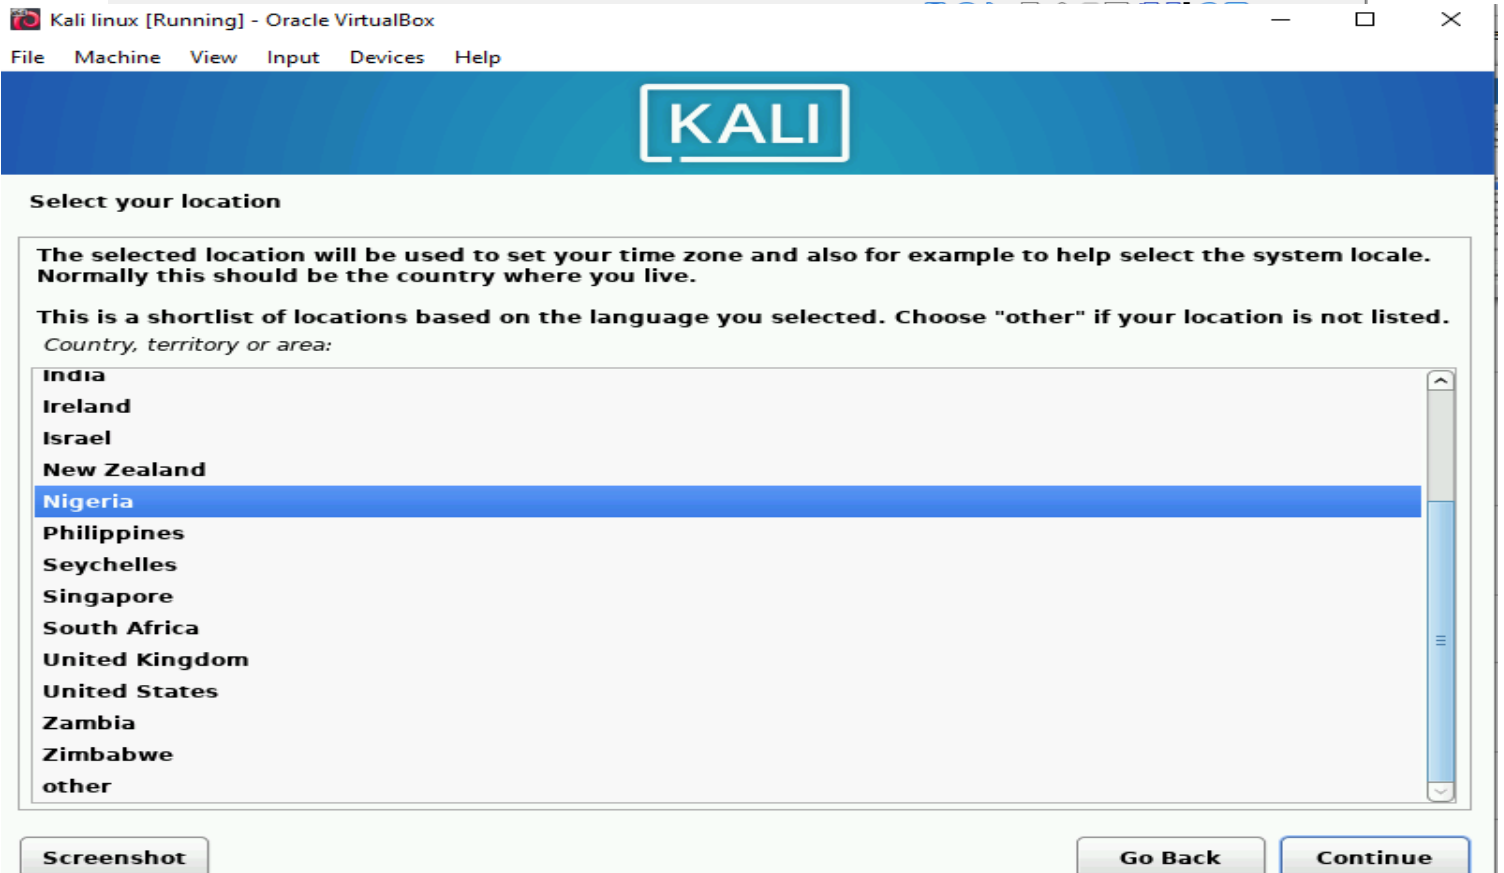 Kali linux [Running] - Oracle VirtualBox
File Machine View Input Devices Help
KALI
Select your location
The selected location will be used to set your time zone and also for example to help select the system locale.
Normally this should be the country where you live.
This is a shortlist of locations based on the language you selected. Choose "other" if your location is not listed.
Country, territory or area:
India
Ireland
Israel
New Zealand
Nigeria
Philippines
Seychelles
Singapore
South Africa
United Kingdom
United States
Zambia
Zimbabwe
other
Screenshot Go Back Continue